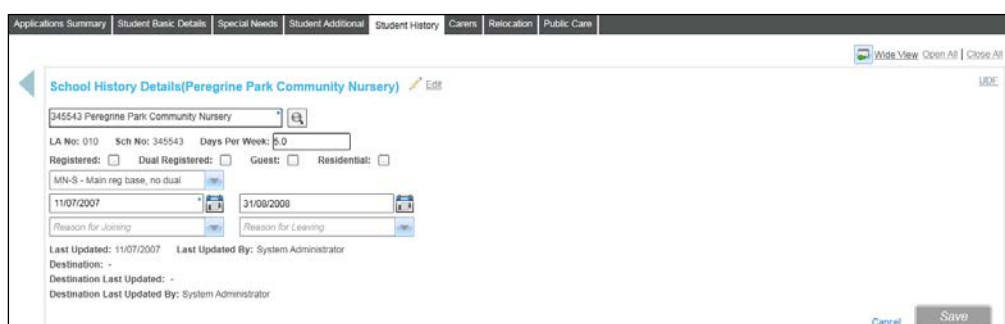 Applications Summary Student Basic Details Special Needs Student Additional Student History Carers Relocation Public Care
Wide View Open All | Close All
School History Details(Peregrine Park Community Nursery) Edit UDF
345543 Peregrine Park Community Nursery *
LA No: 010 Sch No: 345543 Days Per Week: 5.0
Registered: Dual Registered: Guest: Residential:
MN-S - Main reg base, no dual
11/07/2007 * 31/08/2008
Reason for Joining Reason for Leaving
Last Updated: 11/07/2007 Last Updated By: System Administrator
Destination: -
Destination Last Updated: -
Destination Last Updated By: System Administrator
Cancel Save